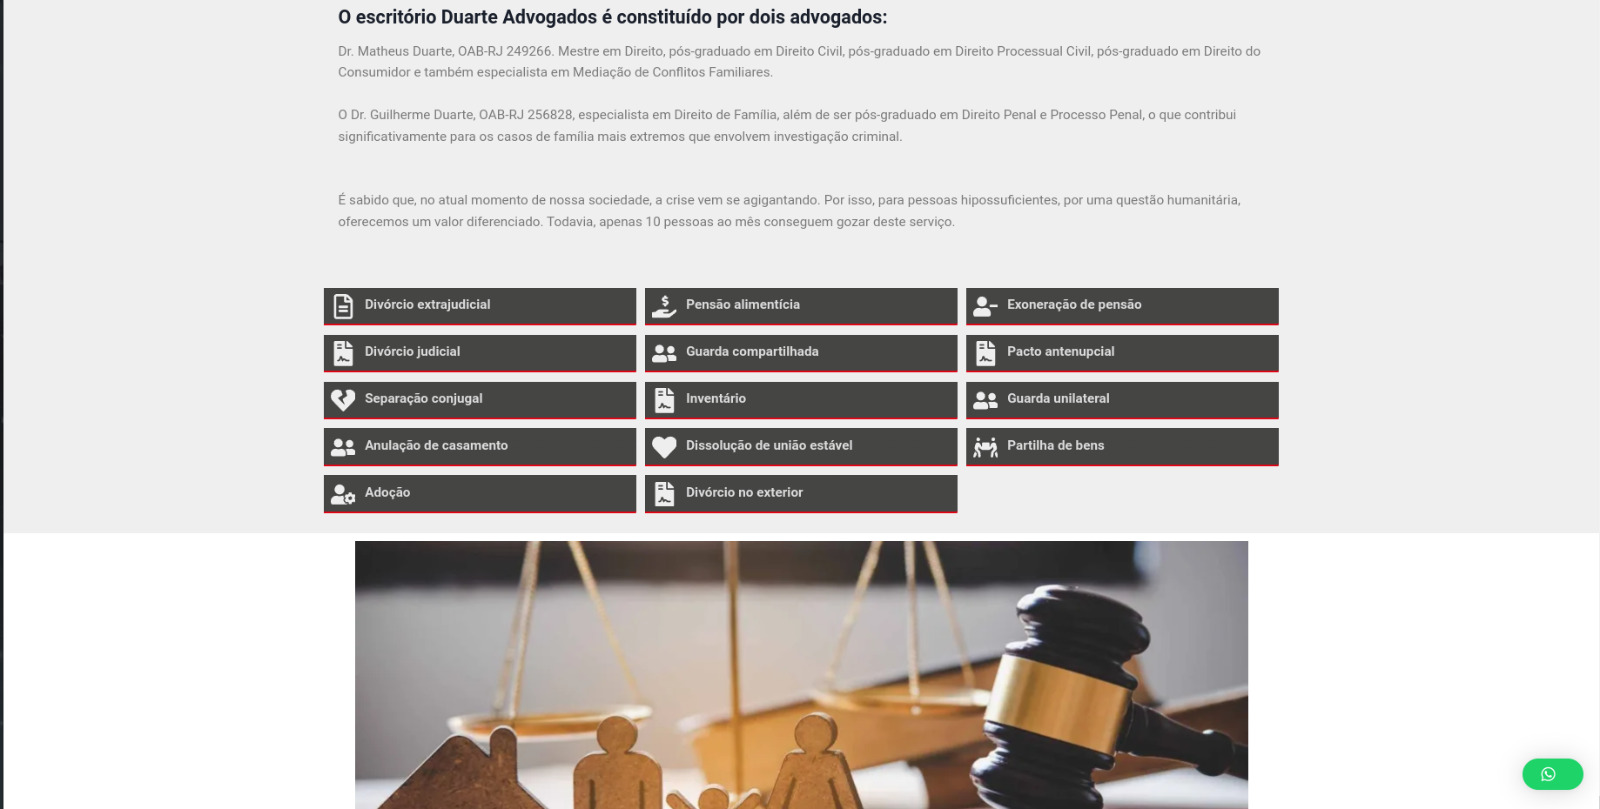 O escritório Duarte Advogados é constituído por dois advogados:
Dr. Matheus Duarte, OAB-RJ 249266. Mestre em Direito, pós-graduado em Direito Civil, pós-graduado em Direito Processual Civil, pós-graduado em Direito do
Consumidor e também especialista em Mediação de Conflitos Familiares.
O Dr. Guilherme Duarte, OAB-RJ 256828, especialista em Direito de Família, além de ser pós-graduado em Direito Penal e Processo Penal, o que contribui
significativamente para os casos de família mais extremos que envolvem investigação criminal.
É sabido que, no atual momento de nossa sociedade, a crise vem se agigantando. Por isso, para pessoas hipossuficientes, por uma questão humanitária,
oferecemos um valor diferenciado. Todavia, apenas 10 pessoas ao mês conseguem gozar deste serviço.
Divórcio extrajudicial
Pensão alimentícia
Exoneração de pensão
Divórcio judicial
Guarda compartilhada
Pacto antenupcial
Separação conjugal
Inventário
Guarda unilateral
Anulação de casamento
Dissolução de união estável
Partilha de bens
Adoção
Divórcio no exterior